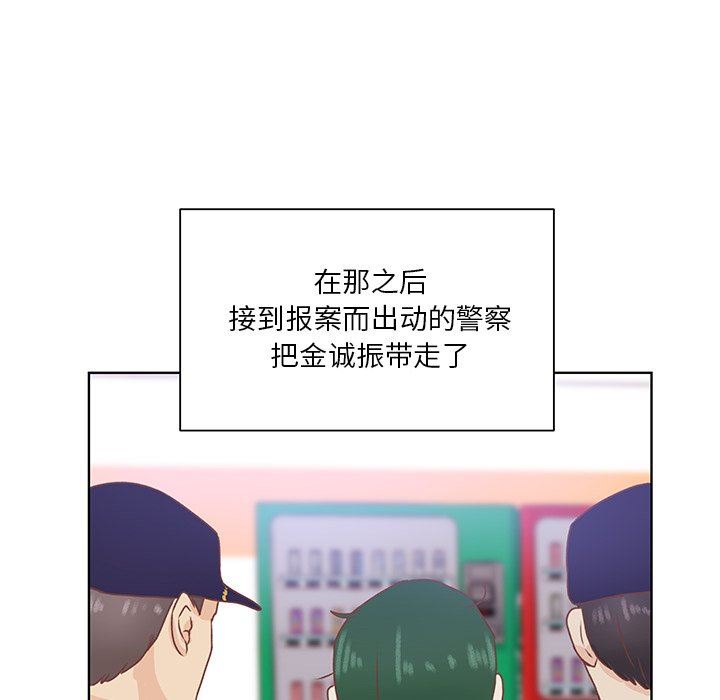 在那之后
接到报案而出动的警察
把金诚振带走了